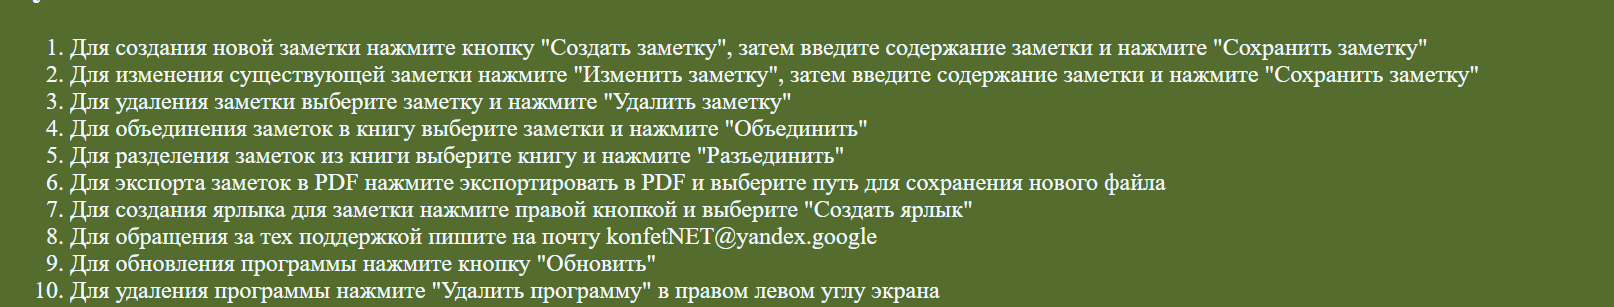 1. Для создания новой заметки нажмите кнопку "Создать заметку", затем введите содержание заметки и нажмите "Сохранить заметку"
2. Для изменения существующей заметки нажмите "Изменить заметку", затем введите содержание заметки и нажмите "Сохранить заметку"
3. Для удаления заметки выберите заметку и нажмите "Удалить заметку"
4. Для объединения заметок в книгу выберите заметки и нажмите "Объединить"
5. Для разделения заметок из книги выберите книгу и нажмите "Разъединить"
6. Для экспорта заметок в PDF нажмите экспортировать в PDF и выберите путь для сохранения нового файла
7. Для создания ярлыка для заметки нажмите правой кнопкой и выберите "Создать ярлык"
8. Для обращения за тех поддержкой пишите на почту konfetNET@yandex.google
9. Для обновления программы нажмите кнопку "Обновить"
10. Для удаления программы нажмите "Удалить программу" в правом левом углу экрана